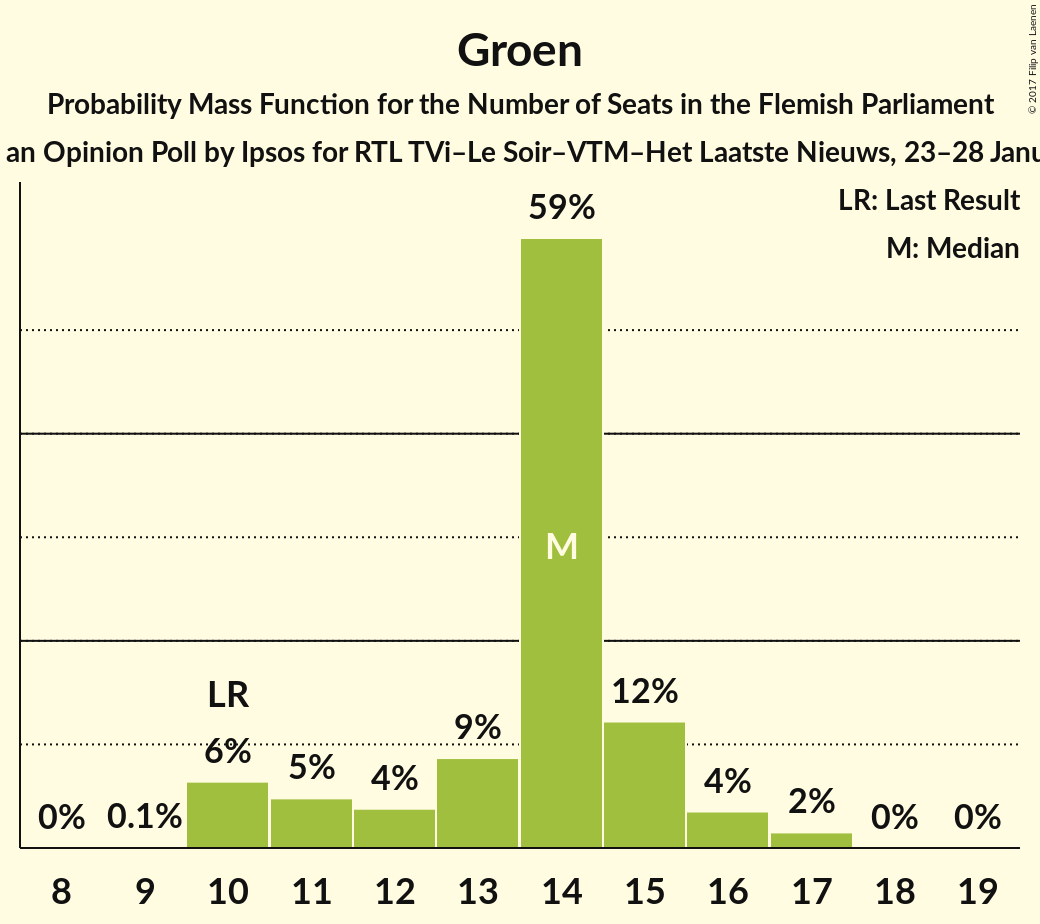 Groen
Probability Mass Function for the Number of Seats in the Flemish Parliament
an Opinion Poll by Ipsos for RTL TVi–Le Soir–VTM–Het Laatste Nieuws, 23–28 Janu
© 2017 Filip van Laenen
LR: Last Result
M: Median
59%
M
LR
12%
9%
6%
5%
4%
4%
2%
0%
0.1%
0%
0%
8 9 10 11 12 13 14 15 16 17 18 19